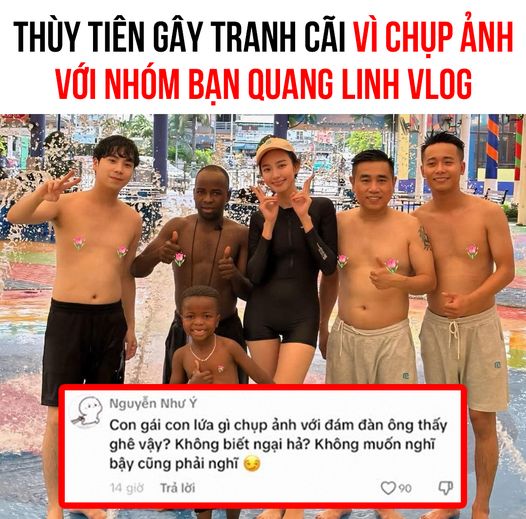 THÙY TIÊN GÂY TRANH CÃI VÌ CHỤP ẢNH
VỚI NHÓM BẠN QUANG LINH VLOG
Nguyễn Như Ý
Con gái con lứa gì chụp ảnh với đám đàn ông thấy
ghê vậy? Không biết ngại hả? Không muốn nghĩ
bậy cũng phải nghĩ 😏
14 giờ Trả lời 90